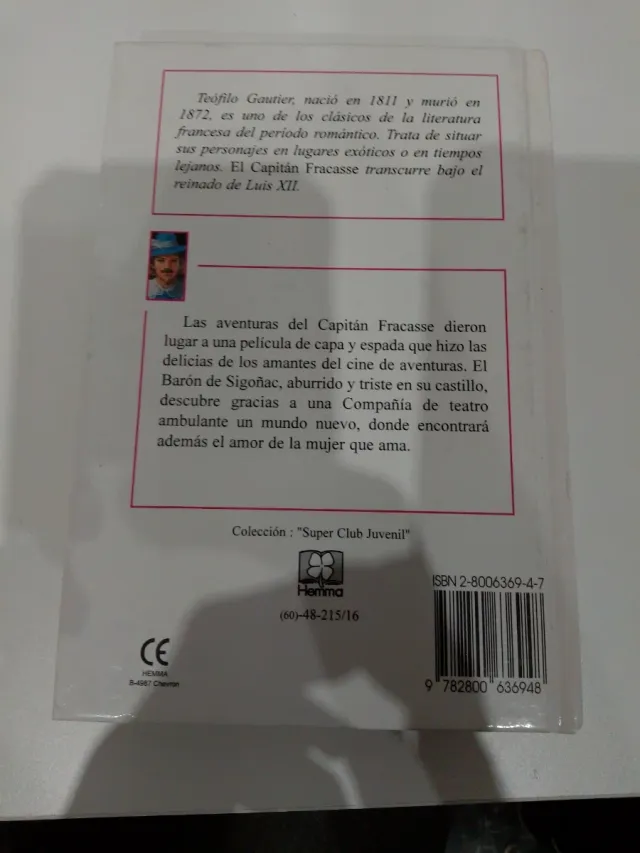 Teófilo Gautier, nació en 1811 y murió en
1872, es uno de los clásicos de la literatura
francesa del período romántico. Trata de situar
sus personajes en lugares exóticos o en tiempos
lejanos. El Capitán Fracasse transcurre bajo el
reinado de Luis XII.
Las aventuras del Capitán Fracasse dieron
lugar a una película de capa y espada que hizo las
delicias de los amantes del cine de aventuras. El
Barón de Sigoñac, aburrido y triste en su castillo,
descubre gracias a una Compañía de teatro
ambulante un mundo nuevo, donde encontrará
además el amor de la mujer que ama.
Colección : "Super Club Juvenil"
Hemma
(60)-48-215/16
ISBN 2-8006369-4-7
9 782800 636948
CE
HEMMA
B-4987 Chevron